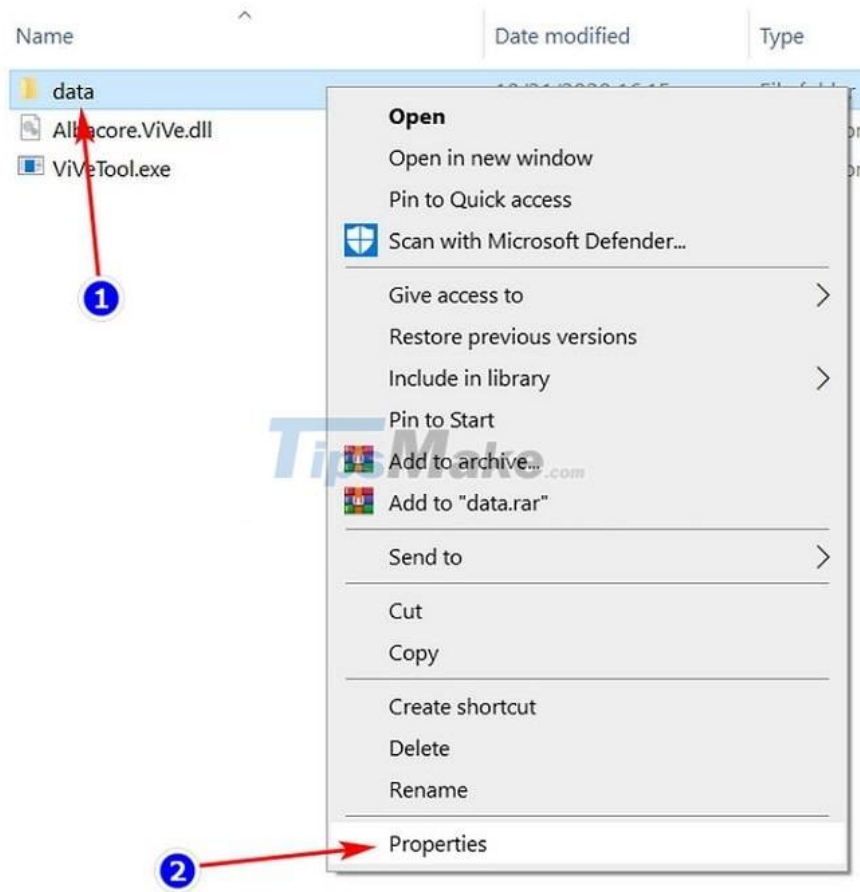 Name Date modified Type
data
Albacore.ViVe.dll
ViVeTool.exe
1
Open
Open in new window
Pin to Quick access
Scan with Microsoft Defender...
Give access to
Restore previous versions
Include in library
Pin to Start
TipsMake.com
Add to archive...
Add to "data.rar"
Send to
Cut
Copy
Create shortcut
Delete
Rename
Properties
2